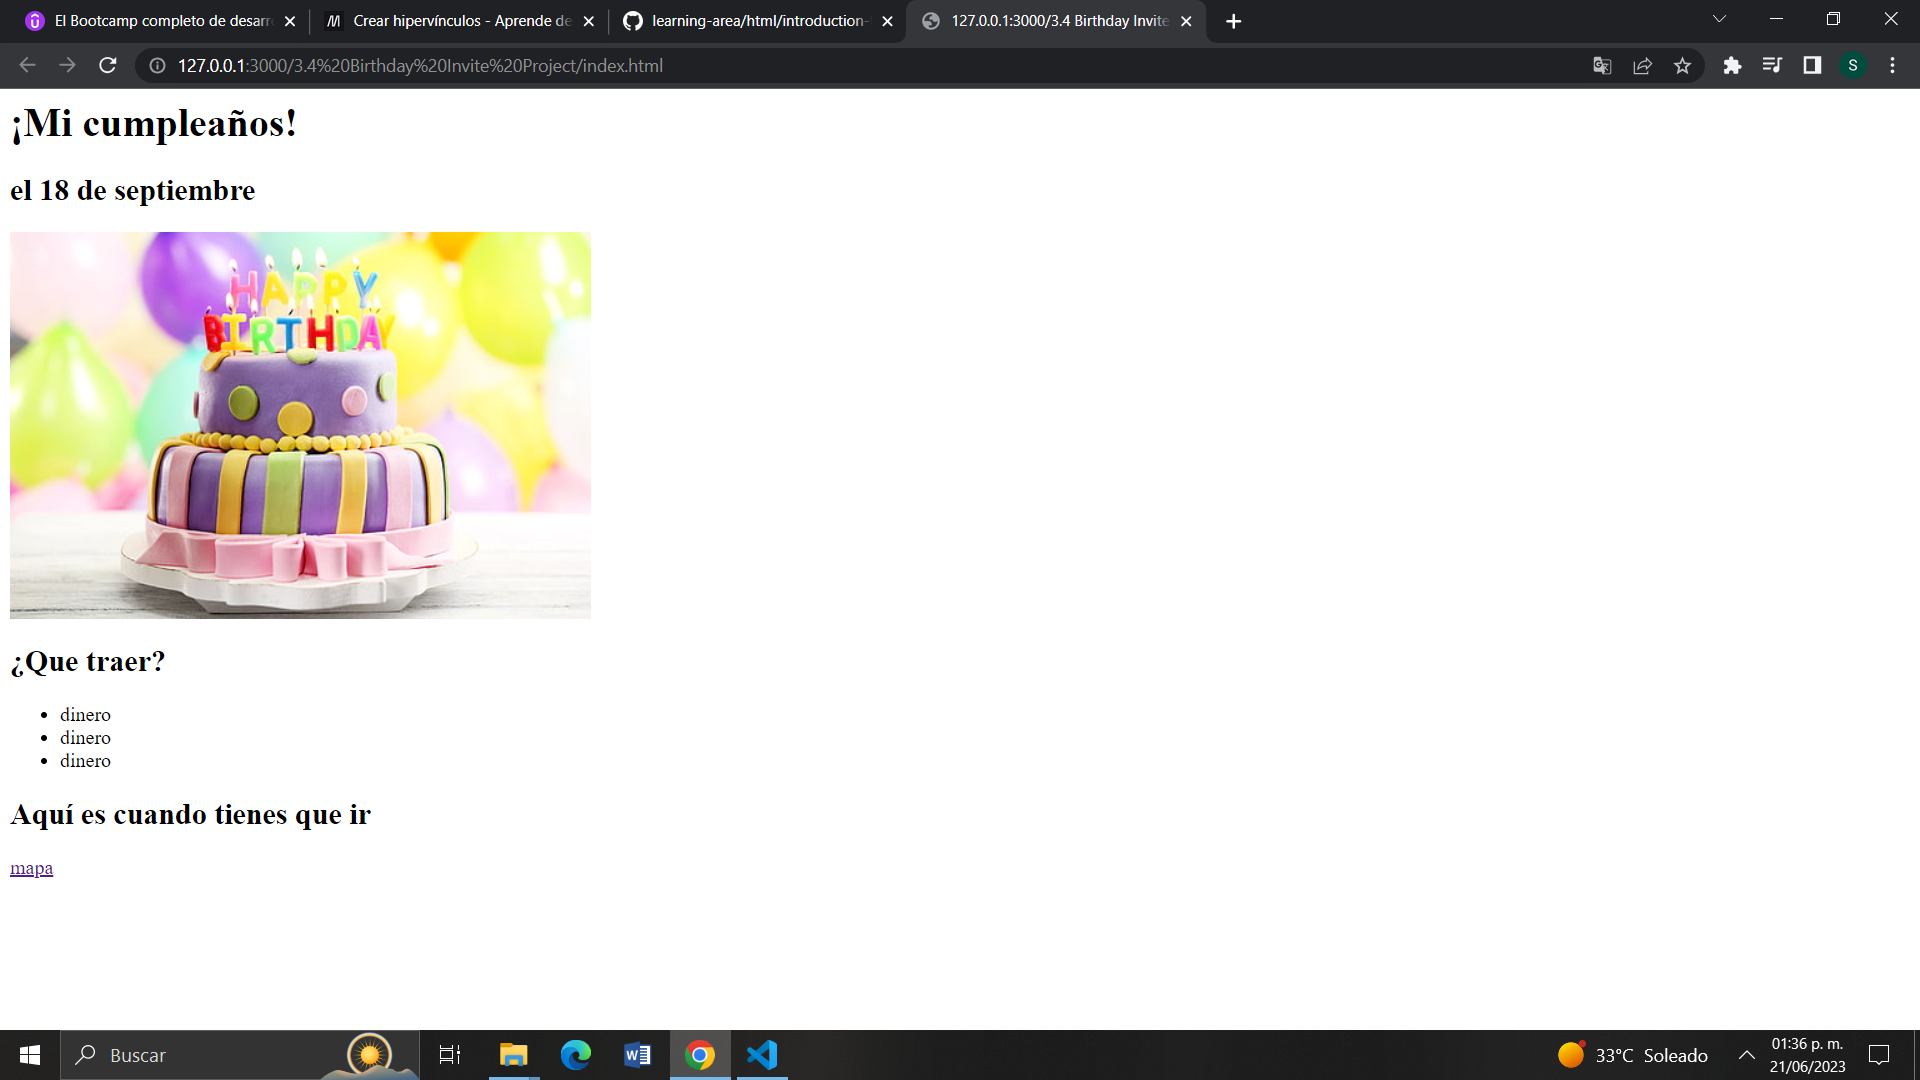 El Bootcamp completo de desarr
Crear hipervínculos - Aprende de
learning-area/html/introduction-
127.0.0.1:3000/3.4 Birthday Invite
127.0.0.1:3000/3.4%20Birthday%20Invite%20Project/index.html
S
¡Mi cumpleaños!
el 18 de septiembre
HAPPY
BIRTHDAY
¿Que traer?
dinero
dinero
dinero
Aquí es cuando tienes que ir
mapa
Buscar
33°C Soleado
01:36 p. m.
21/06/2023